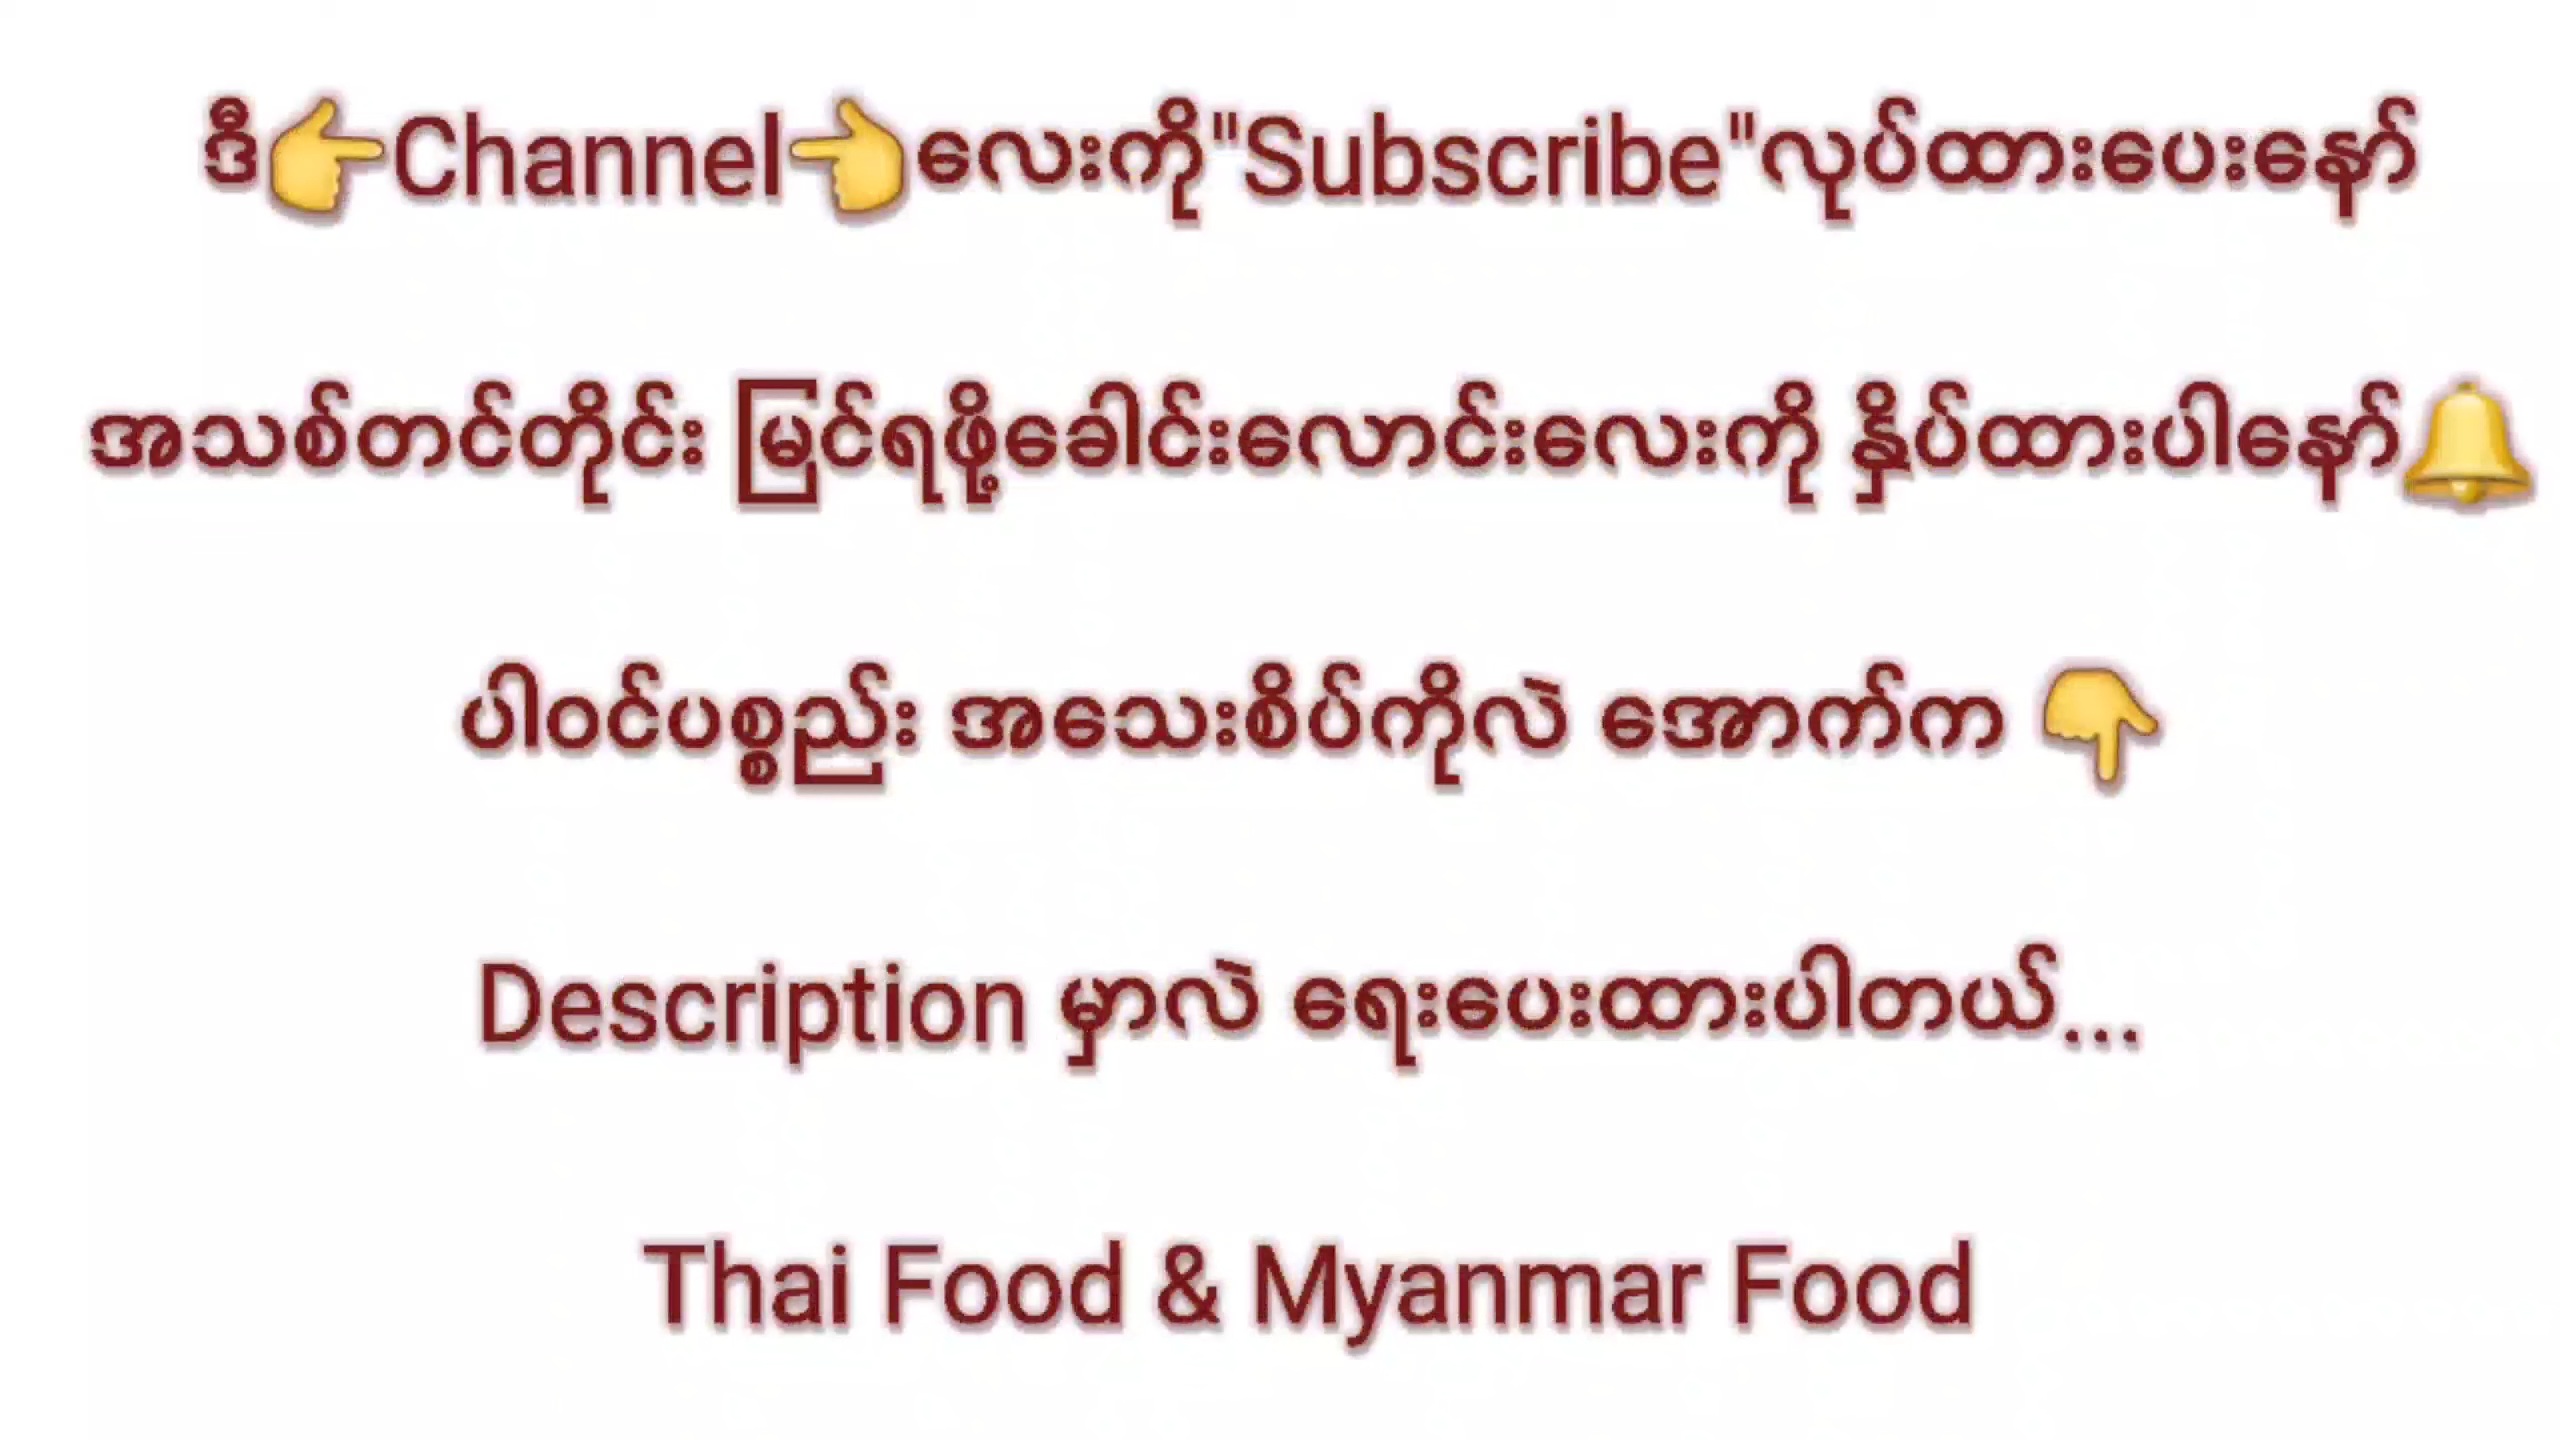 ဒီ👉Channel👈လေးကို"Subscribe"လုပ်ထားပေးနော်
အသစ်တင်တိုင်း မြင်ရဖို့ခေါင်းလောင်းလေးကို နှိပ်ထားပါနော်🔔
ပါဝင်ပစ္စည်း အသေးစိပ်ကိုလဲ အောက်က 👇
Description မှာလဲ ရေးပေးထားပါတယ်...
Thai Food & Myanmar Food